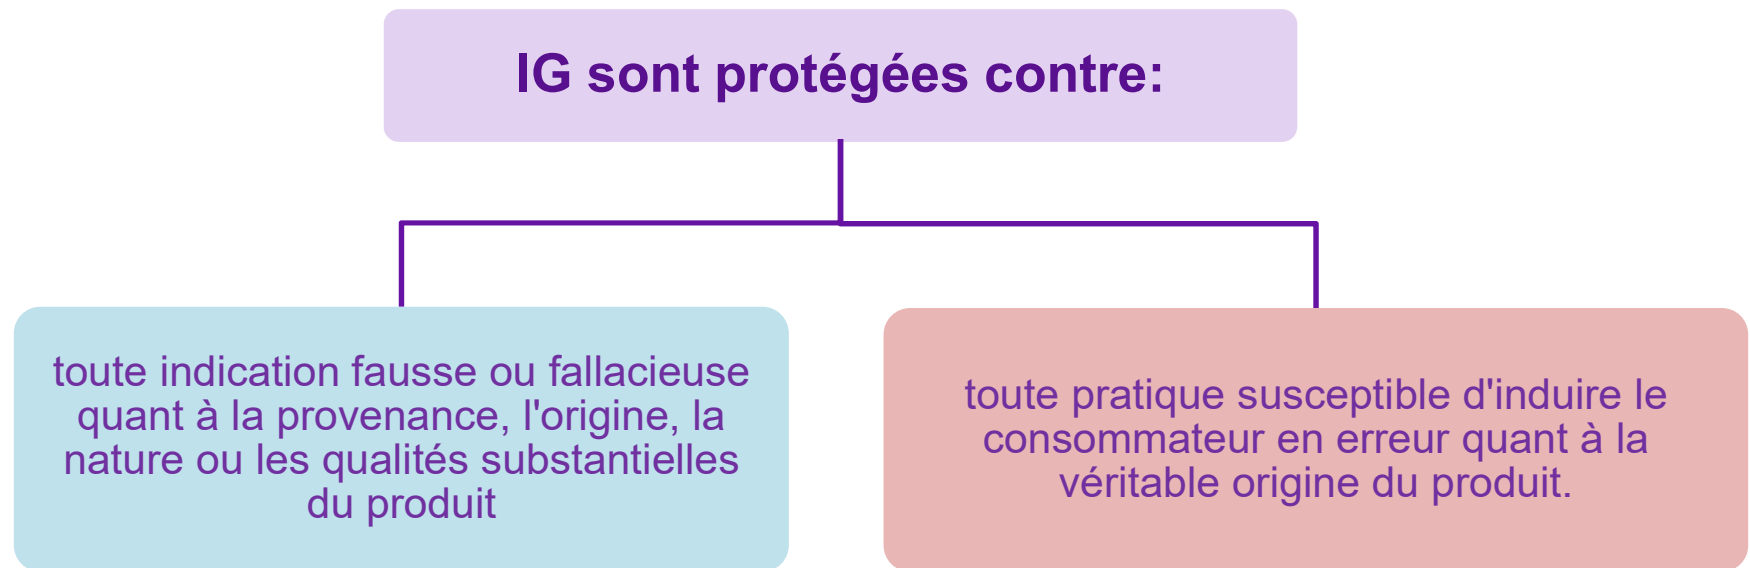 IG sont protégées contre:
toute indication fausse ou fallacieuse
quant à la provenance, l'origine, la
nature ou les qualités substantielles
du produit
toute pratique susceptible d'induire le
consommateur en erreur quant à la
véritable origine du produit.